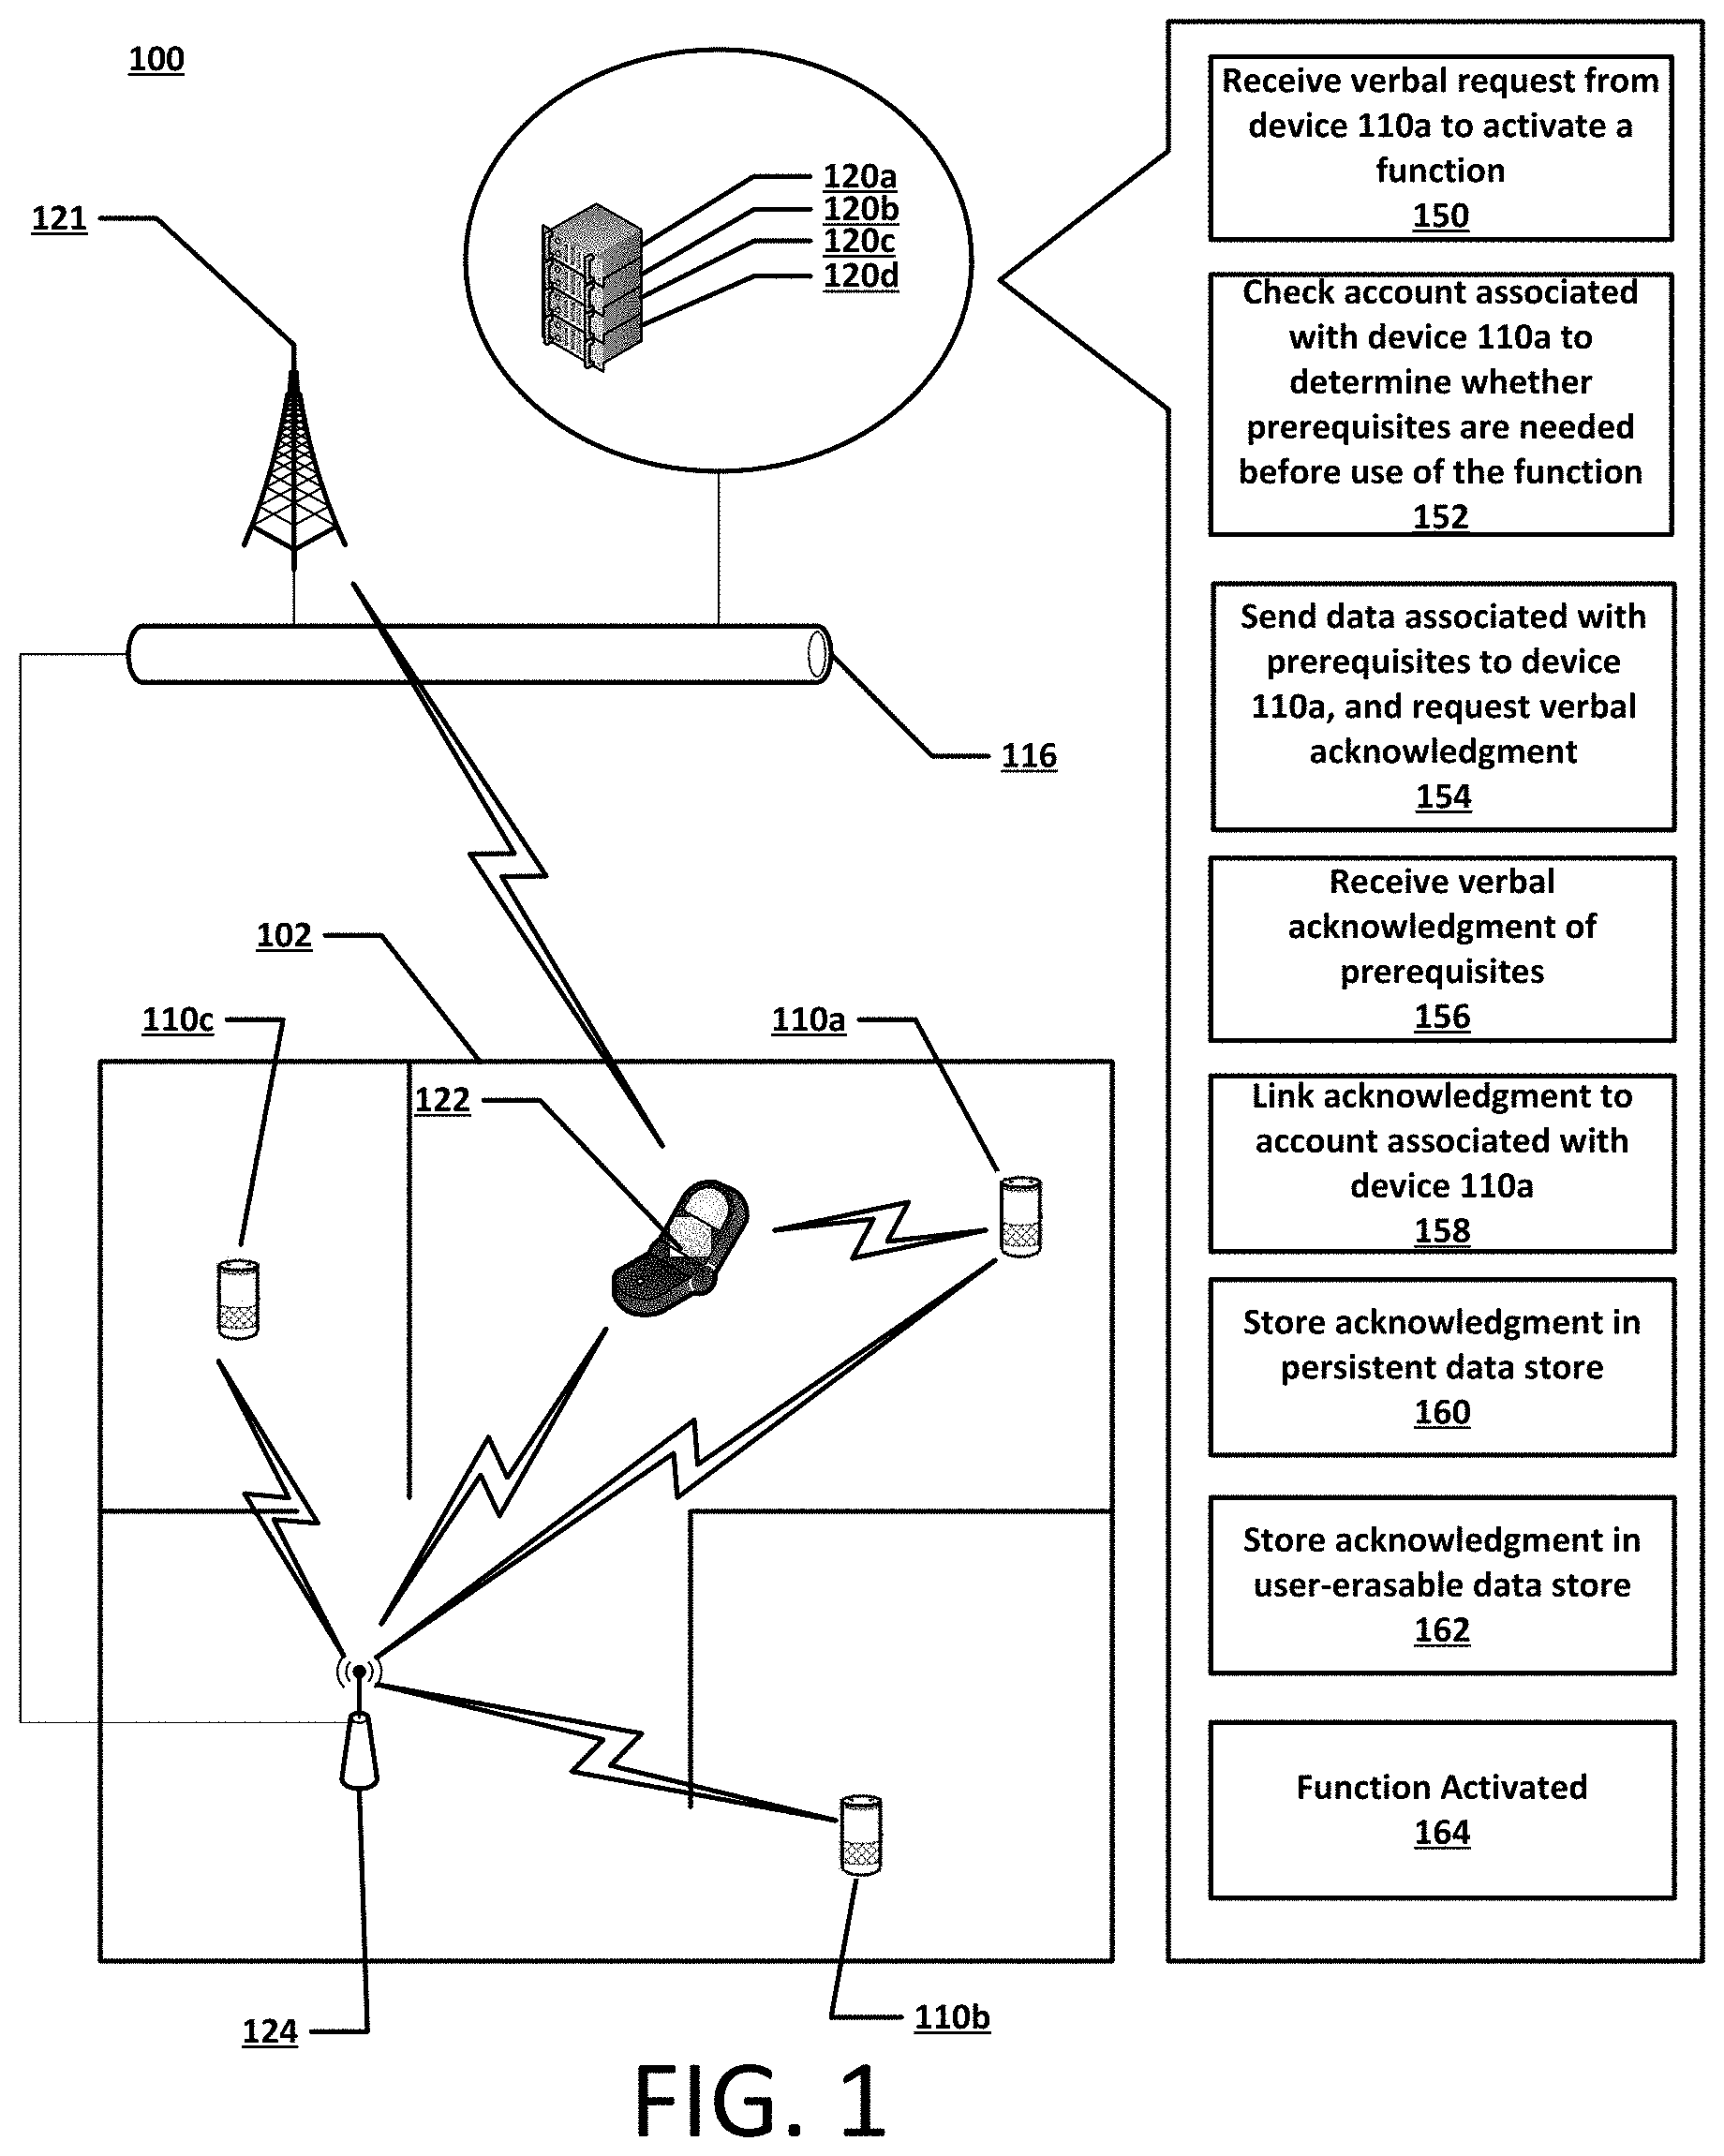 100
121
120a
120b
120c
120d
116
102
110c
110a
122
124
110b
Receive verbal request from
device 110a to activate a
function
150
Check account associated
with device 110a to
determine whether
prerequisites are needed
before use of the function
152
Send data associated with
prerequisites to device
110a, and request verbal
acknowledgment
154
Receive verbal
acknowledgment of
prerequisites
156
Link acknowledgment to
account associated with
device 110a
158
Store acknowledgment in
persistent data store
160
Store acknowledgment in
user-erasable data store
162
Function Activated
164
FIG. 1